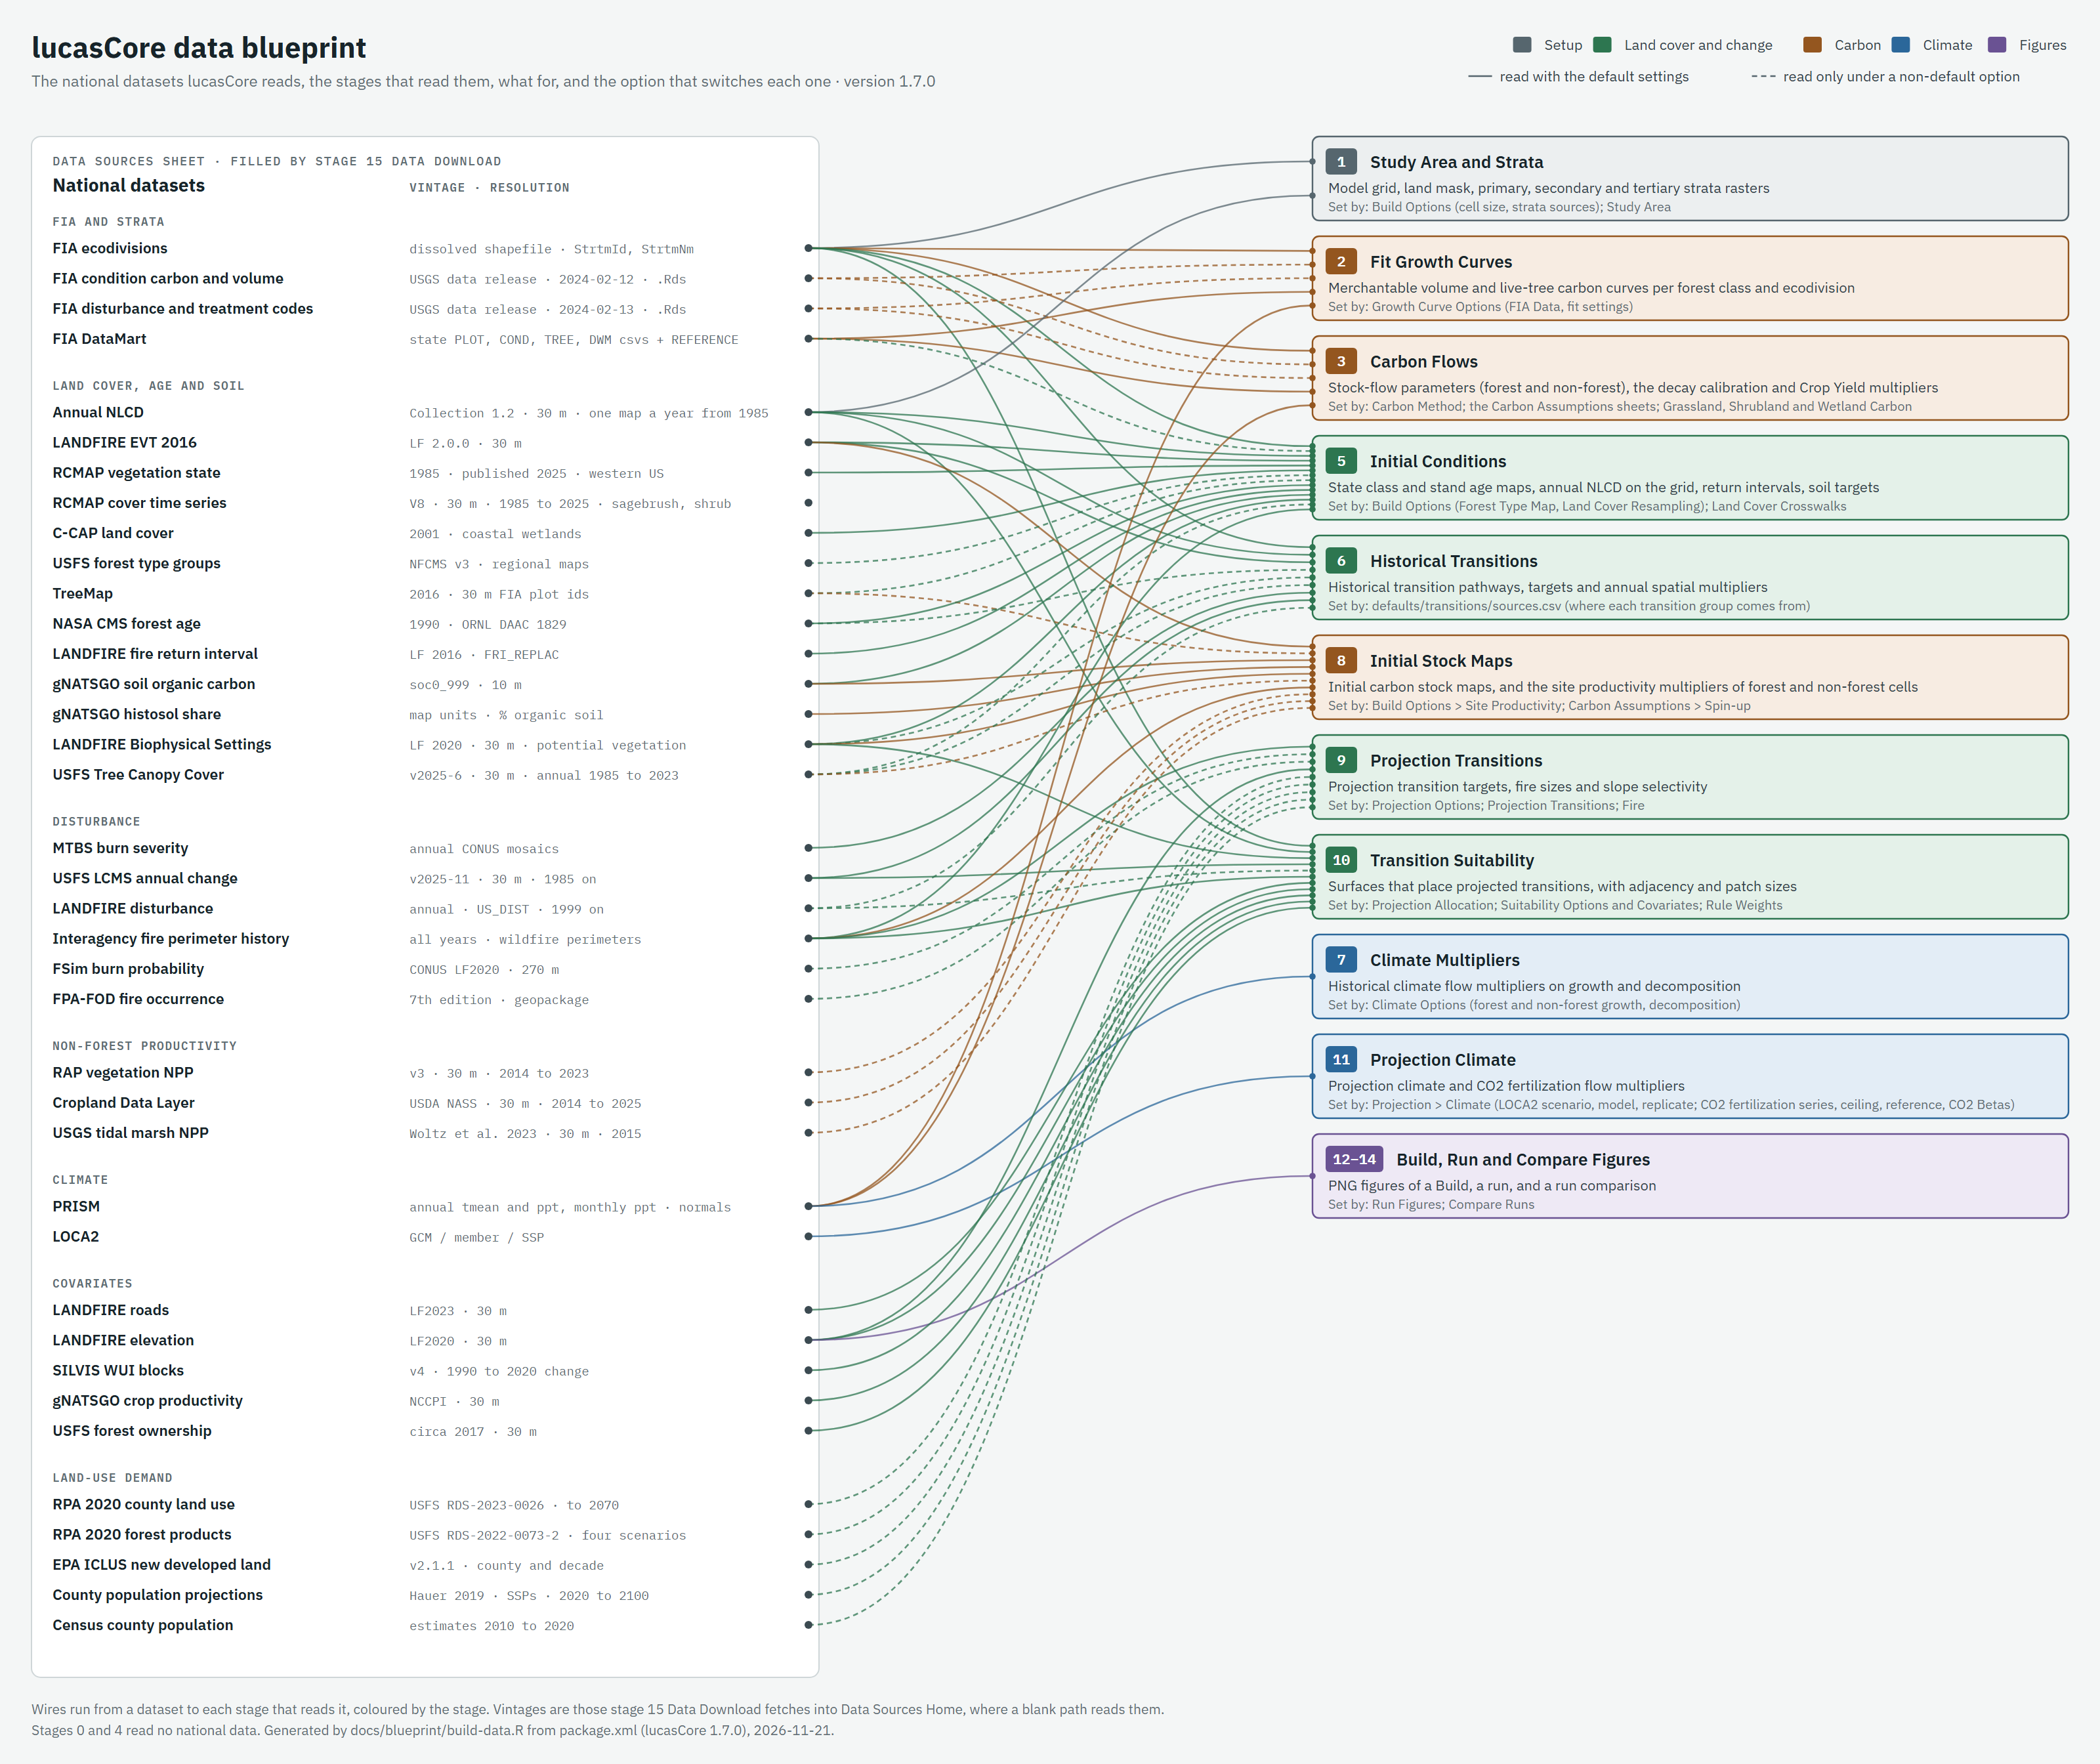 lucasCore data blueprint
The national datasets lucasCore reads, the stages that read them, what for, and the option that switches each one · version 1.7.0
Setup Land cover and change Carbon Climate Figures
read with the default settings read only under a non-default option
DATA SOURCES SHEET · FILLED BY STAGE 15 DATA DOWNLOAD
National datasets VINTAGE · RESOLUTION
FIA AND STRATA
FIA ecodivisions dissolved shapefile · StrtmId, StrtmNm
FIA condition carbon and volume USGS data release · 2024-02-12 · .Rds
FIA disturbance and treatment codes USGS data release · 2024-02-13 · .Rds
FIA DataMart state PLOT, COND, TREE, DWM csvs + REFERENCE
LAND COVER, AGE AND SOIL
Annual NLCD Collection 1.2 · 30 m · one map a year from 1985
LANDFIRE EVT 2016 LF 2.0.0 · 30 m
RCMAP vegetation state 1985 · published 2025 · western US
RCMAP cover time series V8 · 30 m · 1985 to 2025 · sagebrush, shrub
C-CAP land cover 2001 · coastal wetlands
USFS forest type groups NFCMS v3 · regional maps
TreeMap 2016 · 30 m FIA plot ids
NASA CMS forest age 1990 · ORNL DAAC 1829
LANDFIRE fire return interval LF 2016 · FRI_REPLAC
gNATSGO soil organic carbon soc0_999 · 10 m
gNATSGO histosol share map units · % organic soil
LANDFIRE Biophysical Settings LF 2020 · 30 m · potential vegetation
USFS Tree Canopy Cover v2025-6 · 30 m · annual 1985 to 2023
DISTURBANCE
MTBS burn severity annual CONUS mosaics
USFS LCMS annual change v2025-11 · 30 m · 1985 on
LANDFIRE disturbance annual · US_DIST · 1999 on
Interagency fire perimeter history all years · wildfire perimeters
FSim burn probability CONUS LF2020 · 270 m
FPA-FOD fire occurrence 7th edition · geopackage
NON-FOREST PRODUCTIVITY
RAP vegetation NPP v3 · 30 m · 2014 to 2023
Cropland Data Layer USDA NASS · 30 m · 2014 to 2025
USGS tidal marsh NPP Woltz et al. 2023 · 30 m · 2015
CLIMATE
PRISM annual tmean and ppt, monthly ppt · normals
LOCA2 GCM / member / SSP
COVARIATES
LANDFIRE roads LF2023 · 30 m
LANDFIRE elevation LF2020 · 30 m
SILVIS WUI blocks v4 · 1990 to 2020 change
gNATSGO crop productivity NCCPI · 30 m
USFS forest ownership circa 2017 · 30 m
LAND-USE DEMAND
RPA 2020 county land use USFS RDS-2023-0026 · to 2070
RPA 2020 forest products USFS RDS-2022-0073-2 · four scenarios
EPA ICLUS new developed land v2.1.1 · county and decade
County population projections Hauer 2019 · SSPs · 2020 to 2100
Census county population estimates 2010 to 2020
1 Study Area and Strata
Model grid, land mask, primary, secondary and tertiary strata rasters
Set by: Build Options (cell size, strata sources); Study Area
2 Fit Growth Curves
Merchantable volume and live-tree carbon curves per forest class and ecodivision
Set by: Growth Curve Options (FIA Data, fit settings)
3 Carbon Flows
Stock-flow parameters (forest and non-forest), the decay calibration and Crop Yield multipliers
Set by: Carbon Method; the Carbon Assumptions sheets; Grassland, Shrubland and Wetland Carbon
5 Initial Conditions
State class and stand age maps, annual NLCD on the grid, return intervals, soil targets
Set by: Build Options (Forest Type Map, Land Cover Resampling); Land Cover Crosswalks
6 Historical Transitions
Historical transition pathways, targets and annual spatial multipliers
Set by: defaults/transitions/sources.csv (where each transition group comes from)
8 Initial Stock Maps
Initial carbon stock maps, and the site productivity multipliers of forest and non-forest cells
Set by: Build Options > Site Productivity; Carbon Assumptions > Spin-up
9 Projection Transitions
Projection transition targets, fire sizes and slope selectivity
Set by: Projection Options; Projection Transitions; Fire
10 Transition Suitability
Surfaces that place projected transitions, with adjacency and patch sizes
Set by: Projection Allocation; Suitability Options and Covariates; Rule Weights
7 Climate Multipliers
Historical climate flow multipliers on growth and decomposition
Set by: Climate Options (forest and non-forest growth, decomposition)
11 Projection Climate
Projection climate and CO2 fertilization flow multipliers
Set by: Projection > Climate (LOCA2 scenario, model, replicate; CO2 fertilization series, ceiling, reference, CO2 Betas)
12–14 Build, Run and Compare Figures
PNG figures of a Build, a run, and a run comparison
Set by: Run Figures; Compare Runs
Wires run from a dataset to each stage that reads it, coloured by the stage. Vintages are those stage 15 Data Download fetches into Data Sources Home, where a blank path reads them.
Stages 0 and 4 read no national data. Generated by docs/blueprint/build-data.R from package.xml (lucasCore 1.7.0), 2026-11-21.